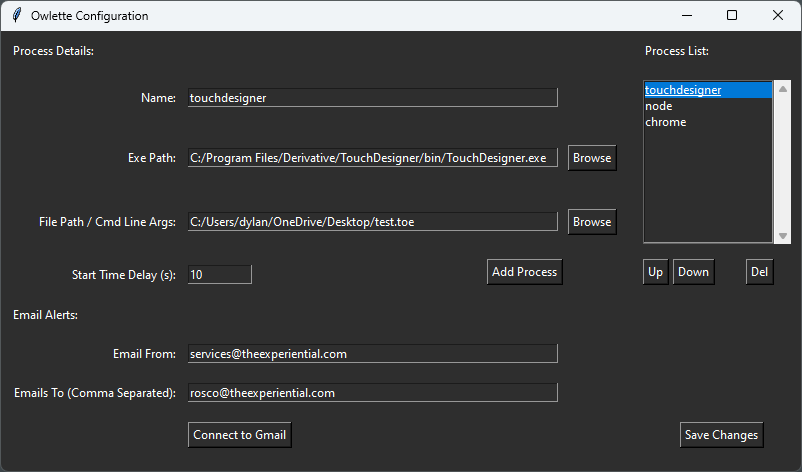 Owlette Configuration
Process Details:
Process List:
Name: touchdesigner
touchdesigner
node
chrome
Exe Path: C:/Program Files/Derivative/TouchDesigner/bin/TouchDesigner.exe Browse
File Path / Cmd Line Args: C:/Users/dylan/OneDrive/Desktop/test.toe Browse
Start Time Delay (s): 10 Add Process
Up Down Del
Email Alerts:
Email From: services@theexperiential.com
Emails To (Comma Separated): rosco@theexperiential.com
Connect to Gmail Save Changes